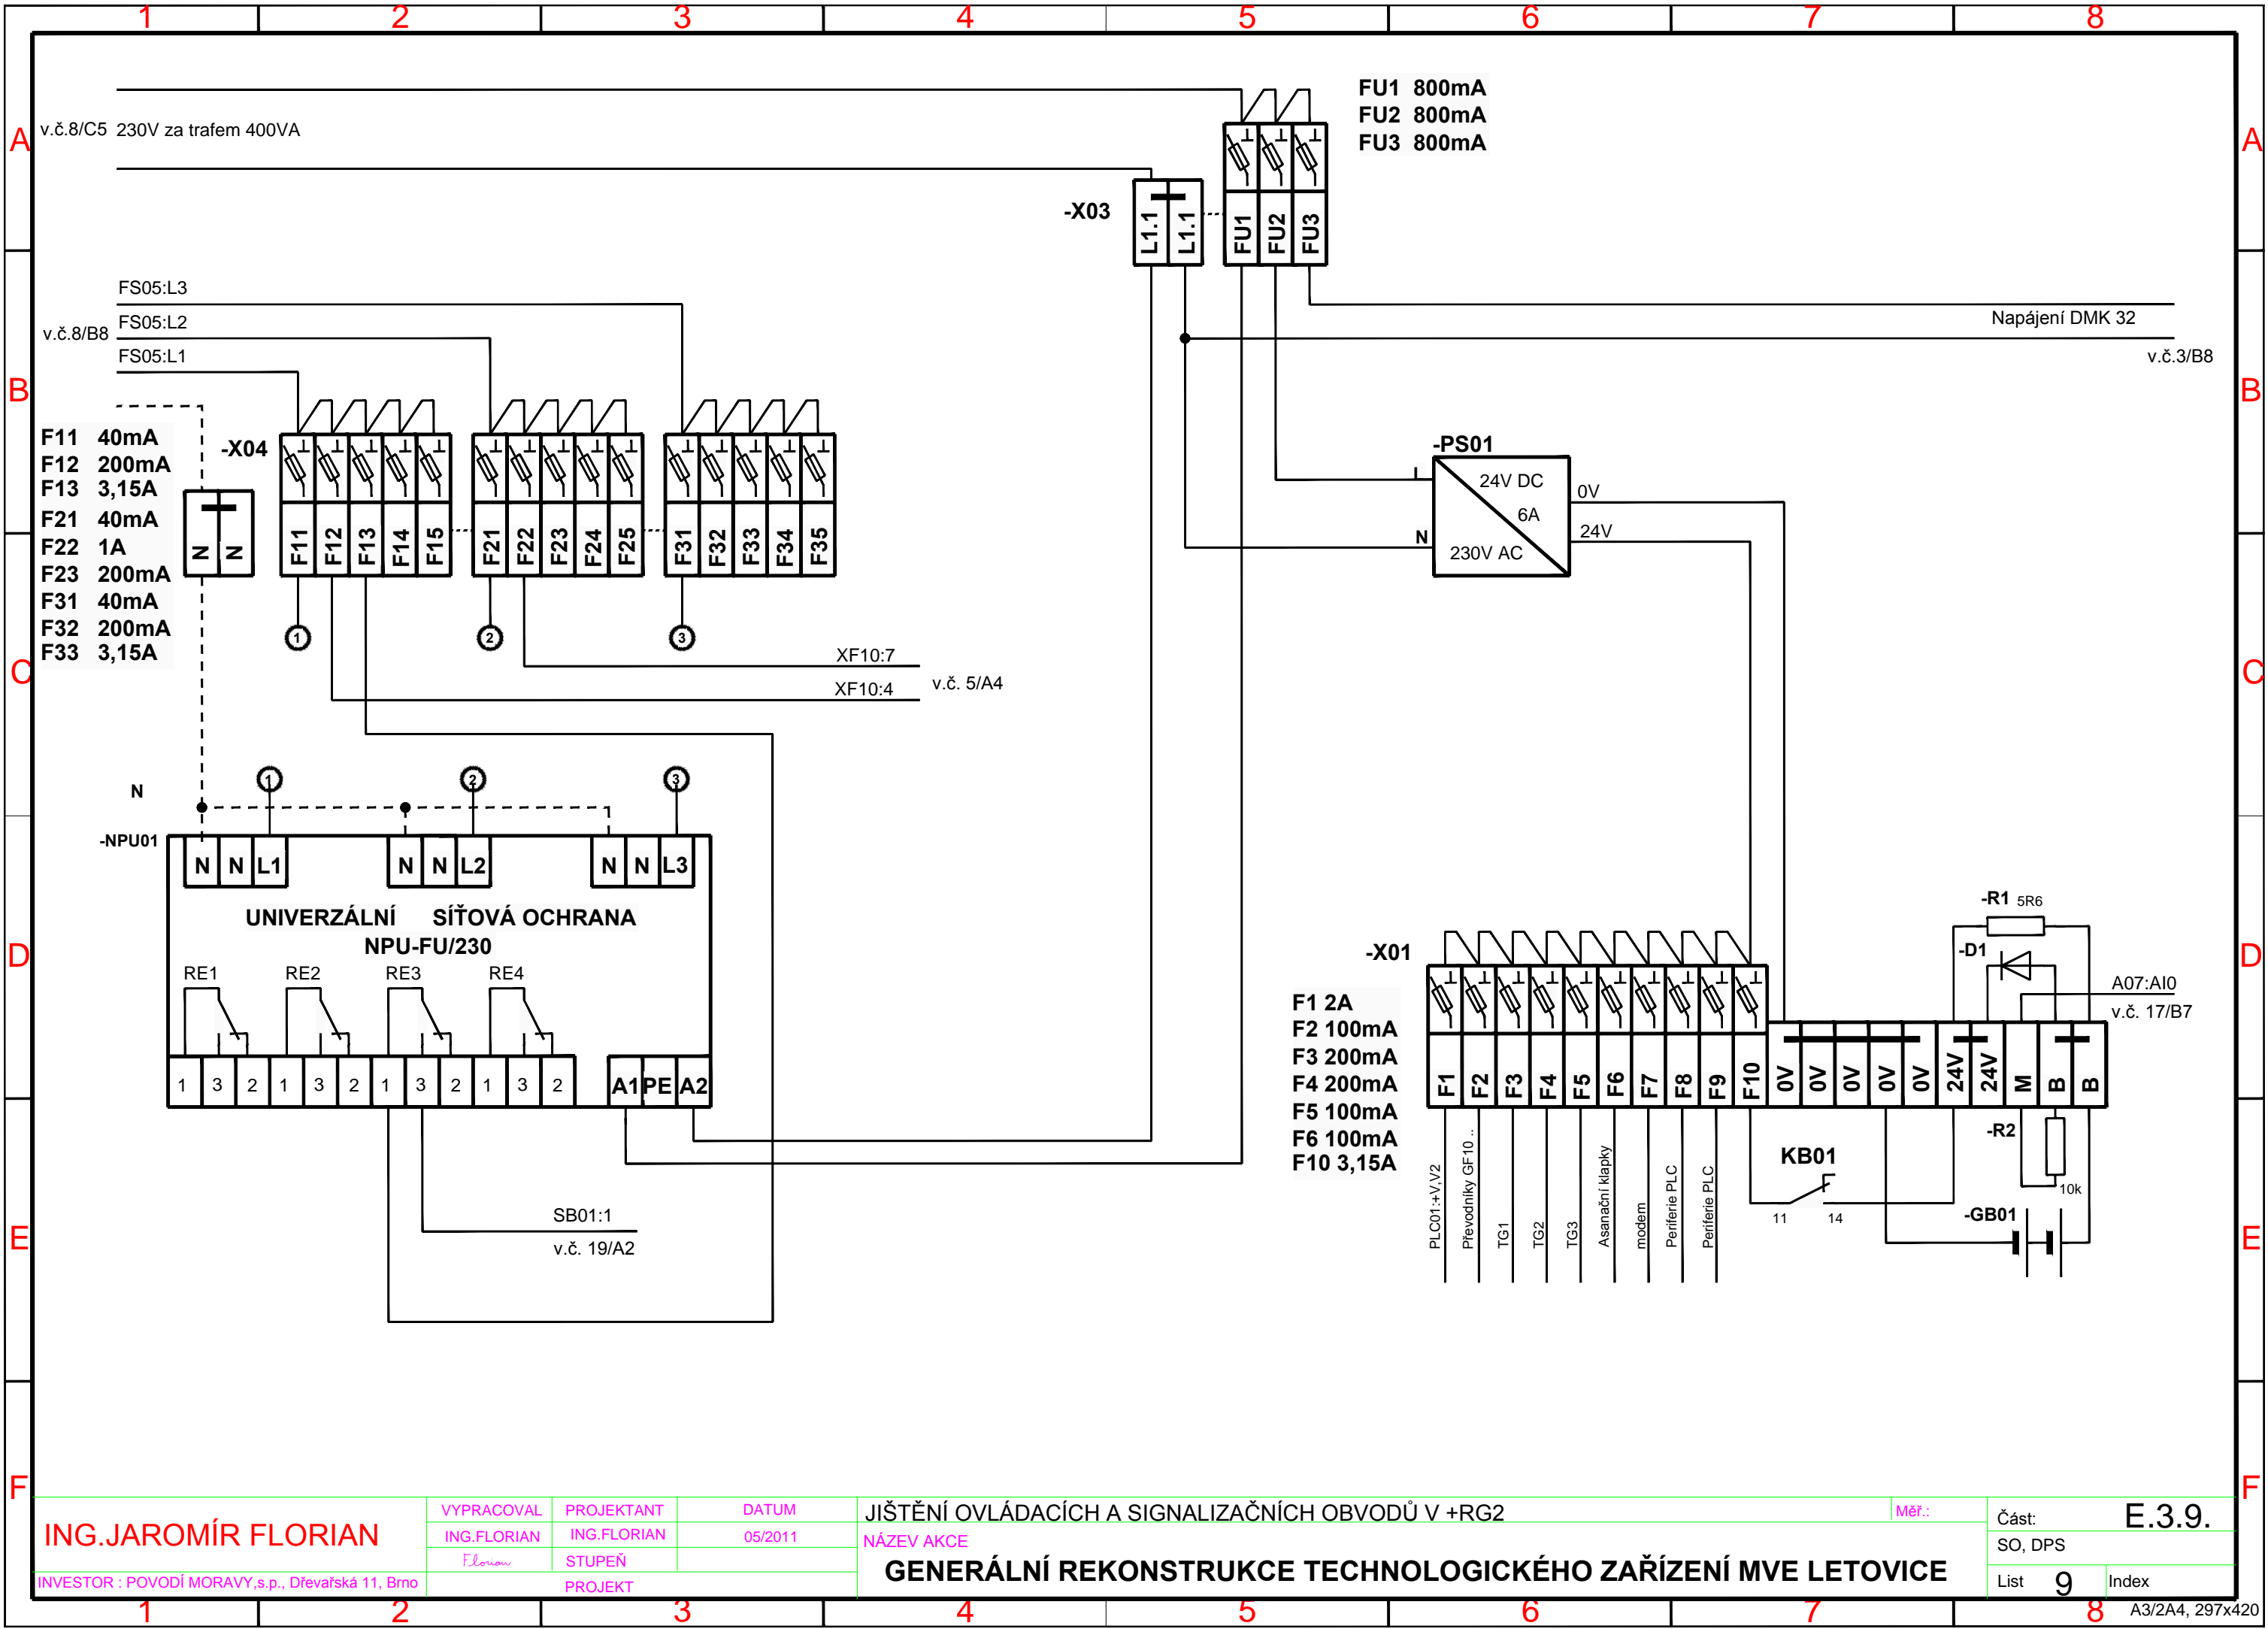 1 2 3 4 5 6 7 8
A
A
B
B
C
C
D
D
E
E
F
F
v.č.8/C5 230V za trafem 400VA
FU1 800mA
FU2 800mA
FU3 800mA
-X03
L1.1 L1.1 FU1 FU2 FU3
FS05:L3
FS05:L2
v.č.8/B8
FS05:L1
Napájení DMK 32
v.č.3/B8
F11 40mA
F12 200mA
F13 3,15A
F21 40mA
F22 1A
F23 200mA
F31 40mA
F32 200mA
F33 3,15A
-X04
N N F11 F12 F13 F14 F15 F21 F22 F23 F24 F25 F31 F32 F33 F34 F35
1 2 3
-PS01
L
N
24V DC
6A
230V AC
0V
24V
XF10:7
XF10:4
v.č. 5/A4
N
1 2 3
-NPU01
N N L1 N N L2 N N L3
UNIVERZÁLNÍ SÍŤOVÁ OCHRANA
NPU-FU/230
RE1 RE2 RE3 RE4
1 3 2 1 3 2 1 3 2 1 3 2 A1 PE A2
SB01:1
v.č. 19/A2
-X01
F1 2A
F2 100mA
F3 200mA
F4 200mA
F5 100mA
F6 100mA
F10 3,15A
F1 F2 F3 F4 F5 F6 F7 F8 F9 F10 0V 0V 0V 0V 0V 24V 24V M B B
-R1 5R6
-D1
A07:AI0
v.č. 17/B7
PLC01:+V,V2
Převodníky GF10 ..
TG1
TG2
TG3
Asanační klapky
modem
Periferie PLC
Periferie PLC
KB01
11 14
-R2
10k
-GB01
ING.JAROMÍR FLORIAN
INVESTOR : POVODÍ MORAVY,s.p., Dřevařská 11, Brno
VYPRACOVAL PROJEKTANT DATUM
ING.FLORIAN ING.FLORIAN 05/2011
Florian STUPEŇ
PROJEKT
JIŠTĚNÍ OVLÁDACÍCH A SIGNALIZAČNÍCH OBVODŮ V +RG2
Měř.:
NÁZEV AKCE
GENERÁLNÍ REKONSTRUKCE TECHNOLOGICKÉHO ZAŘÍZENÍ MVE LETOVICE
Část: E.3.9.
SO, DPS
List 9 Index
1 2 3 4 5 6 7 8
A3/2A4, 297x420